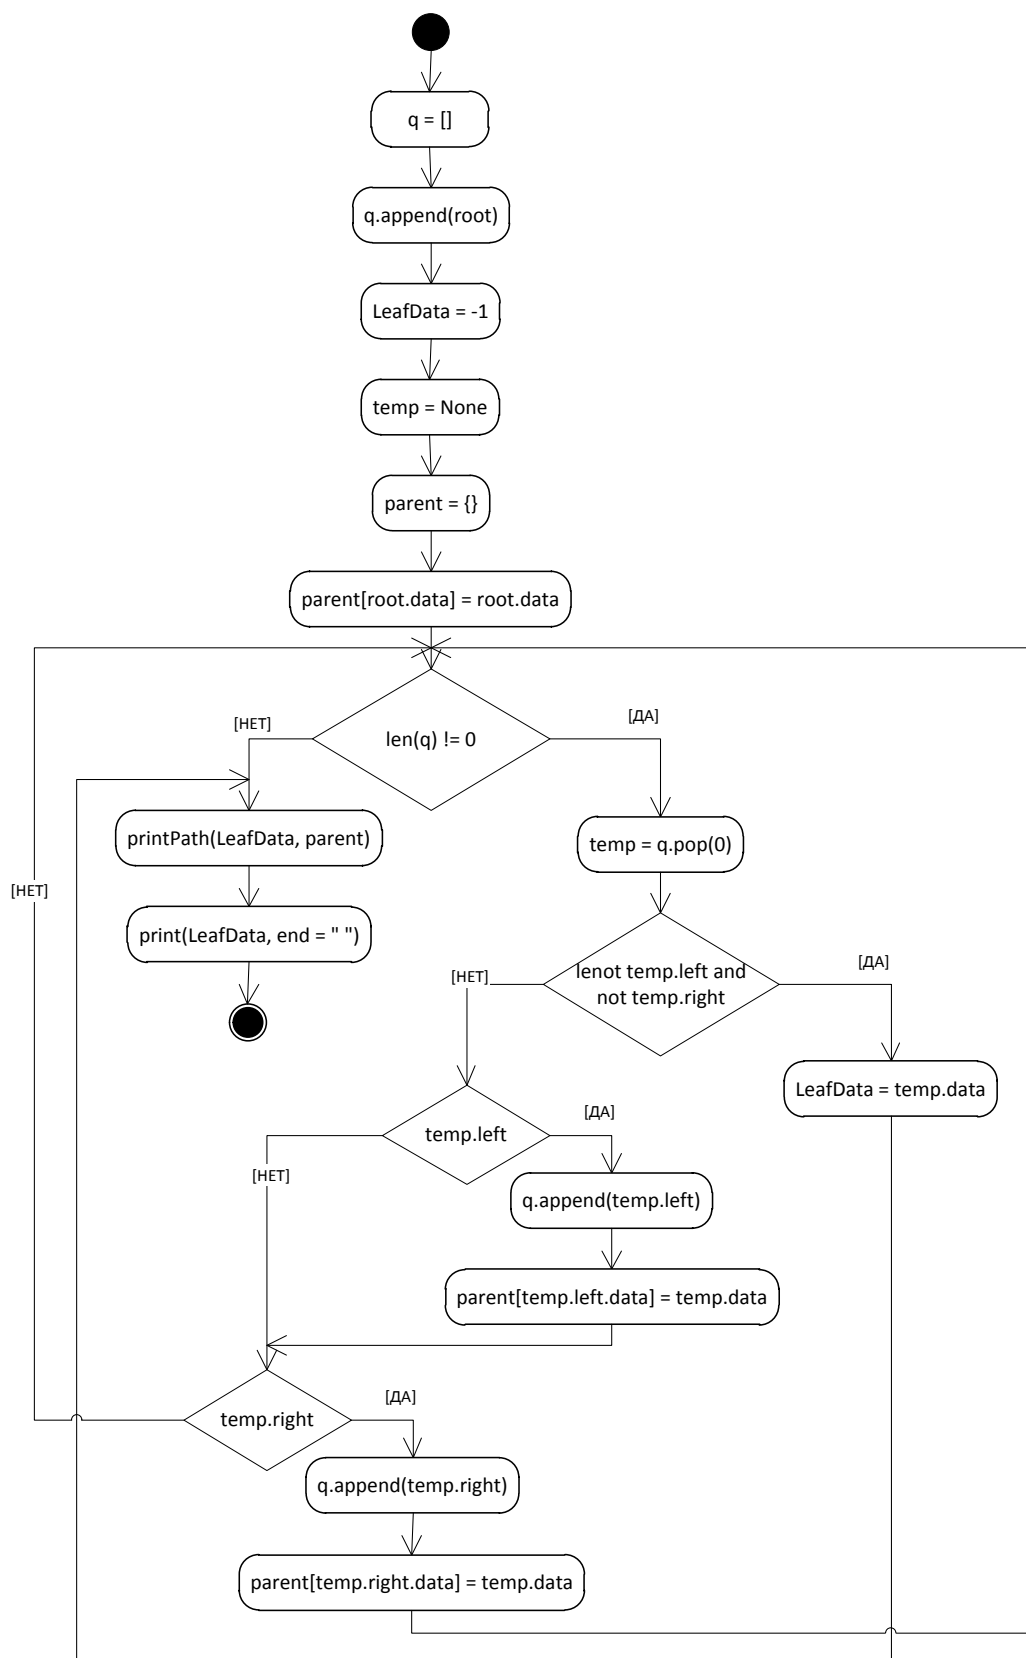 q = []
q.append(root)
LeafData = -1
temp = None
parent = {}
parent[root.data] = root.data
len(q) != 0
[НЕТ]
[ДА]
printPath(LeafData, parent)
temp = q.pop(0)
[НЕТ]
print(LeafData, end = " ")
lenot temp.left and
not temp.right
[НЕТ]
[ДА]
LeafData = temp.data
temp.left
[ДА]
[НЕТ]
q.append(temp.left)
parent[temp.left.data] = temp.data
temp.right
[ДА]
q.append(temp.right)
parent[temp.right.data] = temp.data